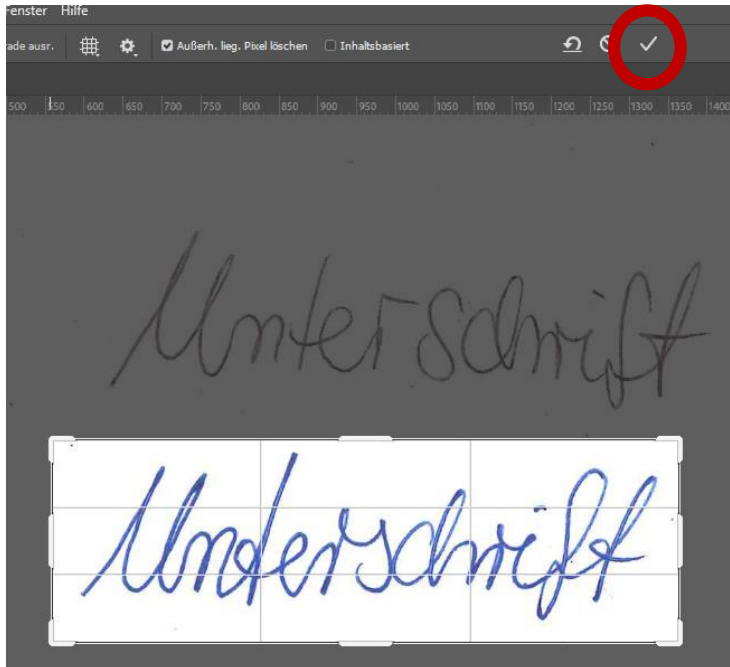 Fenster Hilfe
rade ausr. Außerh. lieg. Pixel löschen Inhaltsbasiert
500 550 600 650 700 750 800 850 900 950 1000 1050 1100 1150 1200 1250 1300 1350 1400
Unterschrift
Unterschrift